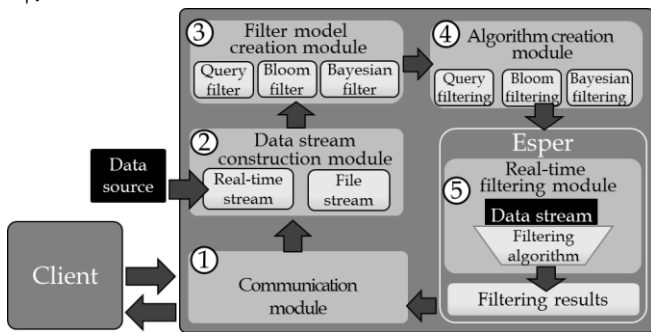 ③ Filter model
creation module
Query
filter
Bloom
filter
Bayesian
filter
④ Algorithm creation
module
Query
filtering
Bloom
filtering
Bayesian
filtering
② Data stream
construction module
Real-time
stream
File
stream
Data
source
Esper
Real-time
filtering module
⑤
Data stream
Filtering
algorithm
Filtering results
① Communication
module
Client